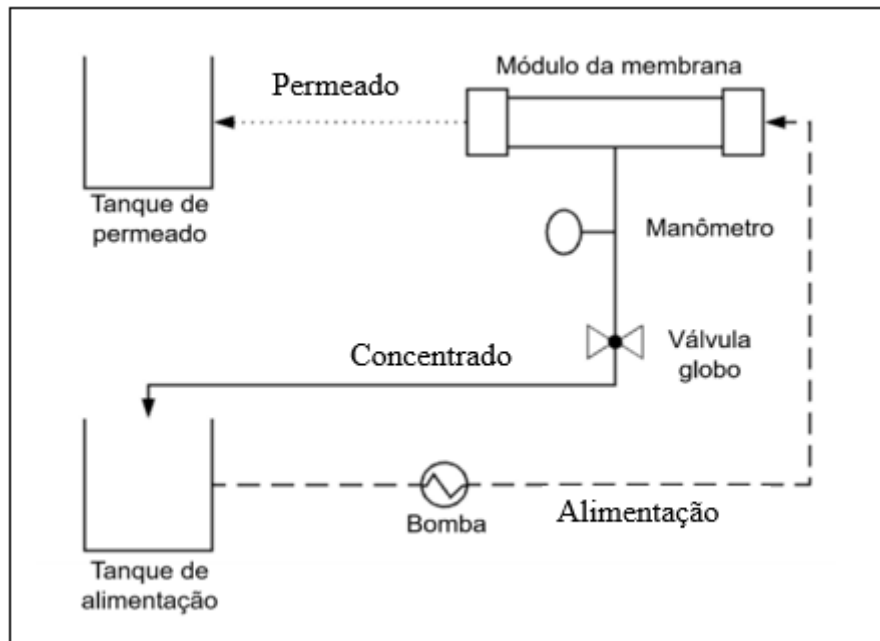 Permeado
Módulo da membrana
Tanque de
permeado
Manômetro
Concentrado
Válvula
globo
Bomba
Alimentação
Tanque de
alimentação